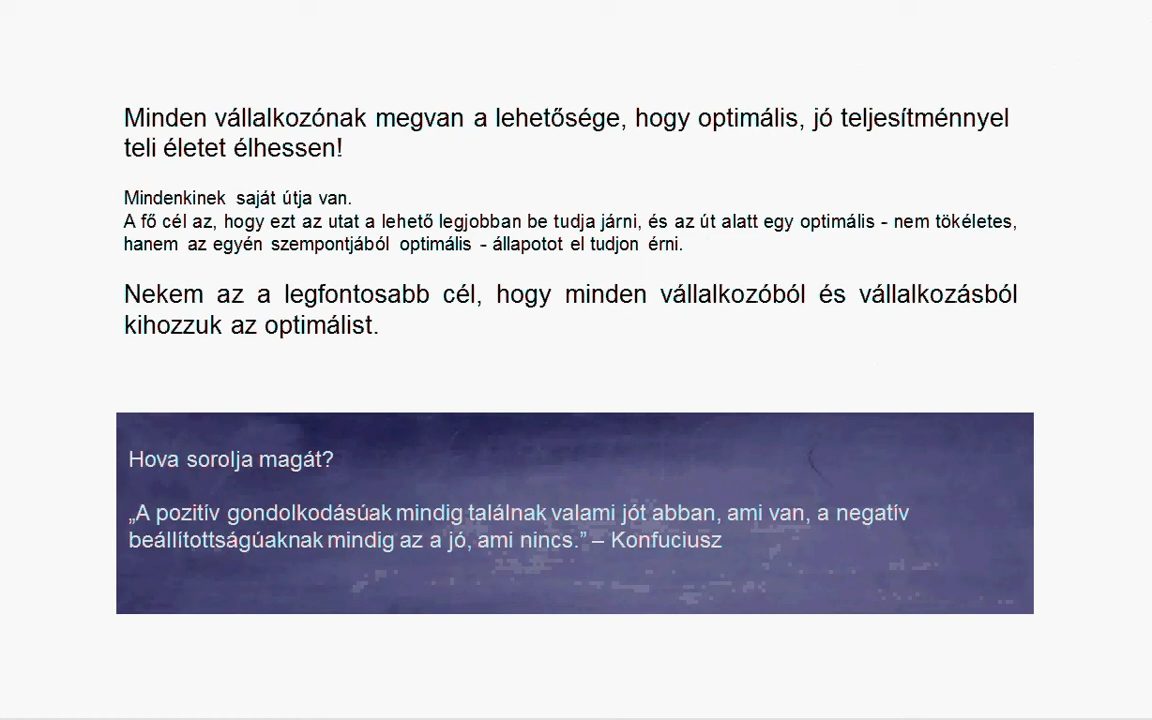 Minden vállalkozónak megvan a lehetősége, hogy optimális, jó teljesítménnyel
teli életet élhessen!
Mindenkinek saját útja van.
A fő cél az, hogy ezt az utat a lehető legjobban be tudja járni, és az út alatt egy optimális - nem tökéletes,
hanem az egyén szempontjából optimális - állapotot el tudjon érni.
Nekem az a legfontosabb cél, hogy minden vállalkozóból és vállalkozásból
kihozzuk az optimálist.
Hova sorolja magát?
„A pozitív gondolkodásúak mindig találnak valami jót abban, ami van, a negatív
beállítottságúaknak mindig az a jó, ami nincs.” – Konfuciusz